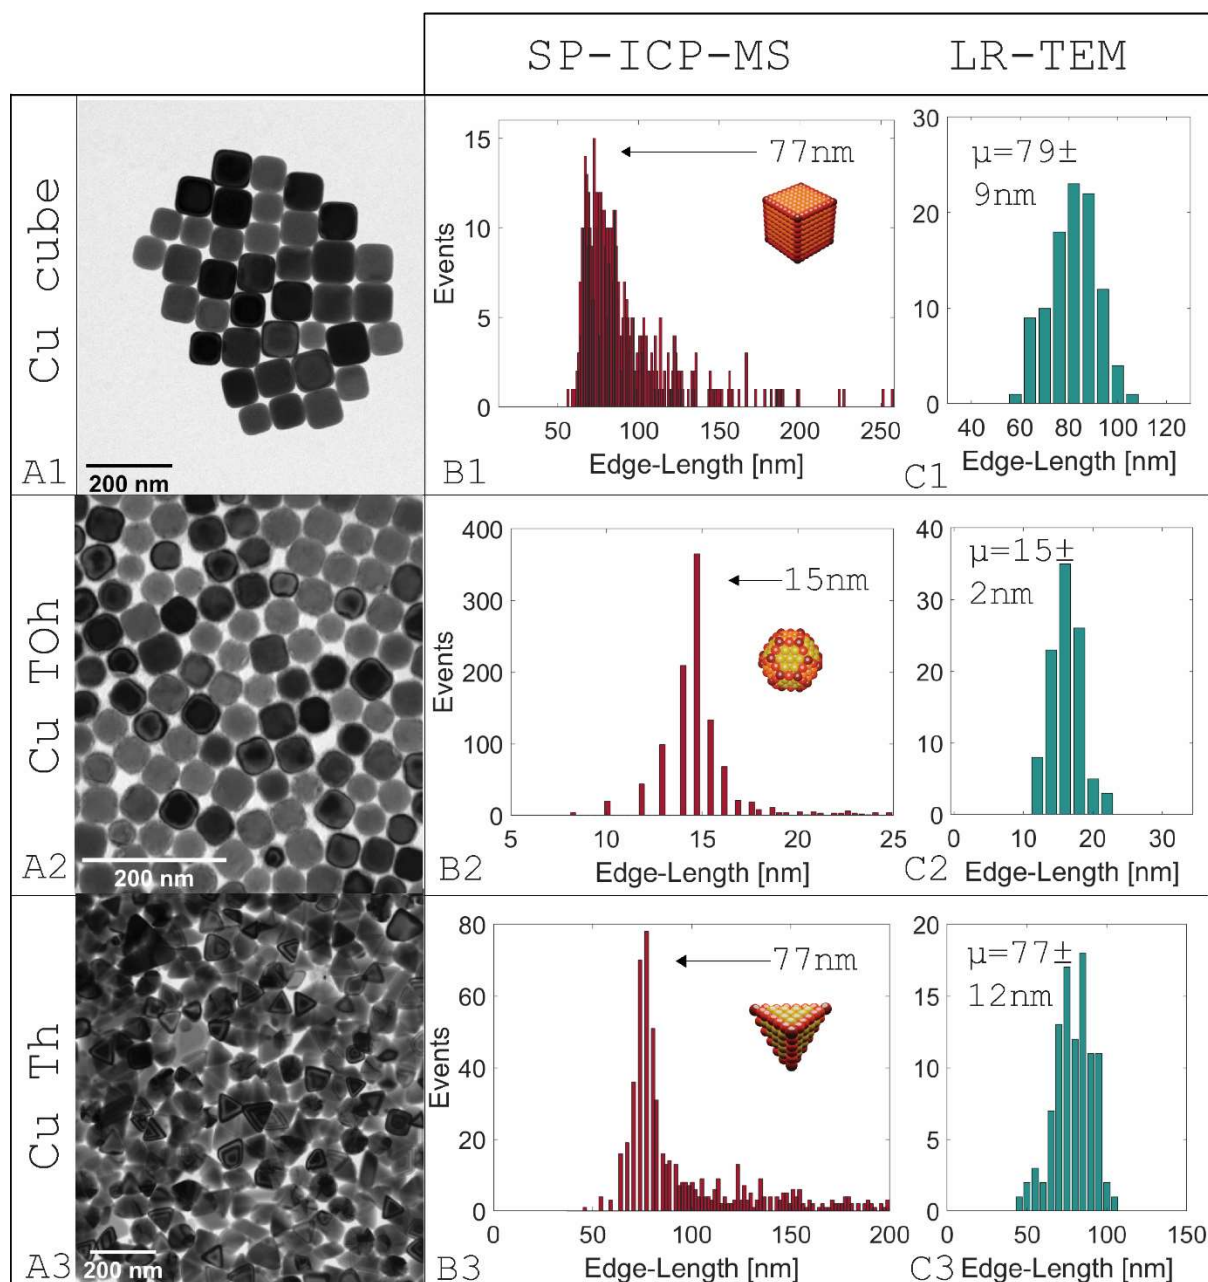 SP-ICP-MS
LR-TEM
Cu cube
A1
200 nm
B1
Events
15
10
5
0
77nm
50
100
150
200
250
Edge-Length [nm]
C1
30
20
10
0
μ=79±
9nm
40
60
80
100
120
Edge-Length [nm]
Cu TOh
A2
200 nm
B2
Events
400
300
200
100
0
15nm
5
10
15
20
25
Edge-Length [nm]
C2
40
30
20
10
0
μ=15±
2nm
0
10
20
30
Edge-Length [nm]
Cu Th
A3
200 nm
B3
Events
80
60
40
20
0
77nm
0
50
100
150
200
Edge-Length [nm]
C3
20
15
10
5
0
μ=77±
12nm
0
50
100
150
Edge-Length [nm]